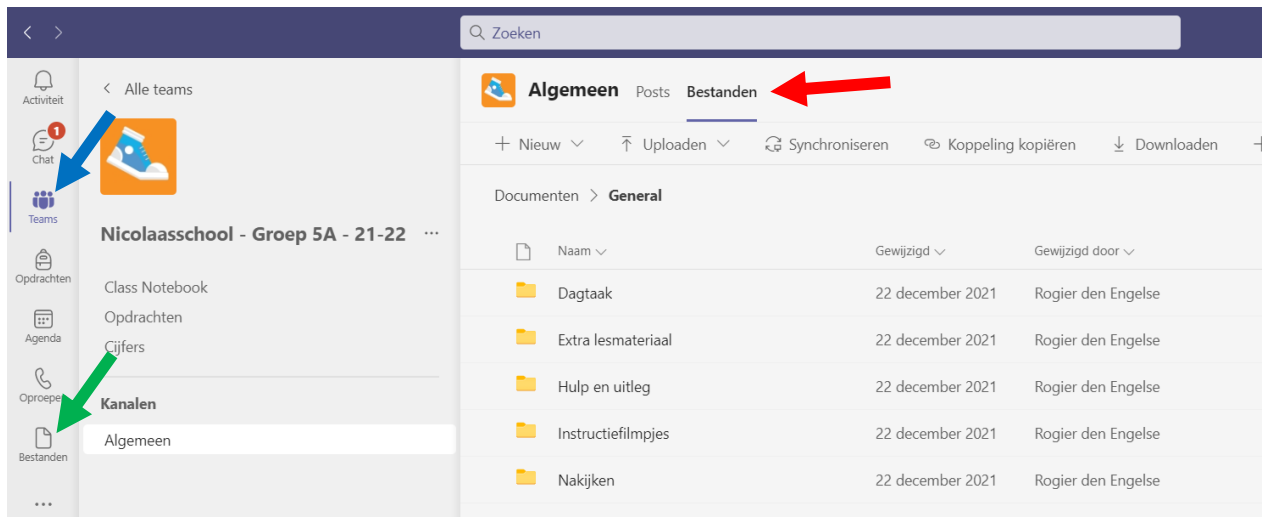 Zoeken
Activiteit
1
Chat
Teams
Opdrachten
Agenda
Oproepen
Bestanden
...
Alle teams
Nicolaasschool - Groep 5A - 21-22 ...
Class Notebook
Opdrachten
Cijfers
Kanalen
Algemeen
Algemeen Posts Bestanden
Nieuw Uploaden Synchroniseren Koppeling kopiëren Downloaden
Documenten > General
Naam Gewijzigd Gewijzigd door
Dagtaak 22 december 2021 Rogier den Engelse
Extra lesmateriaal 22 december 2021 Rogier den Engelse
Hulp en uitleg 22 december 2021 Rogier den Engelse
Instructiefilmpjes 22 december 2021 Rogier den Engelse
Nakijken 22 december 2021 Rogier den Engelse